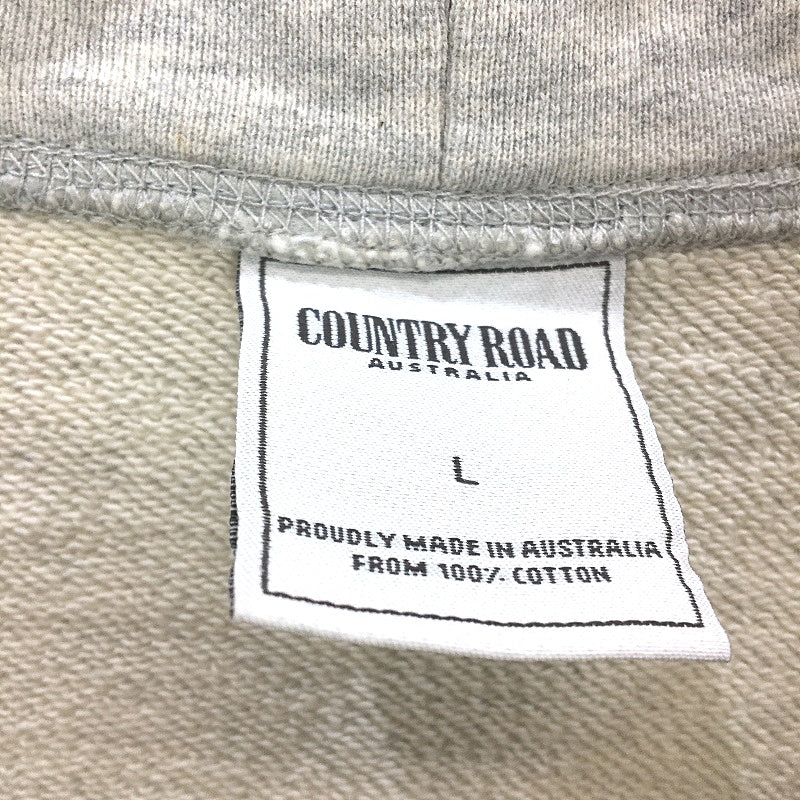 COUNTRY ROAD
AUSTRALIA
L
PROUDLY MADE IN AUSTRALIA
FROM 100% COTTON